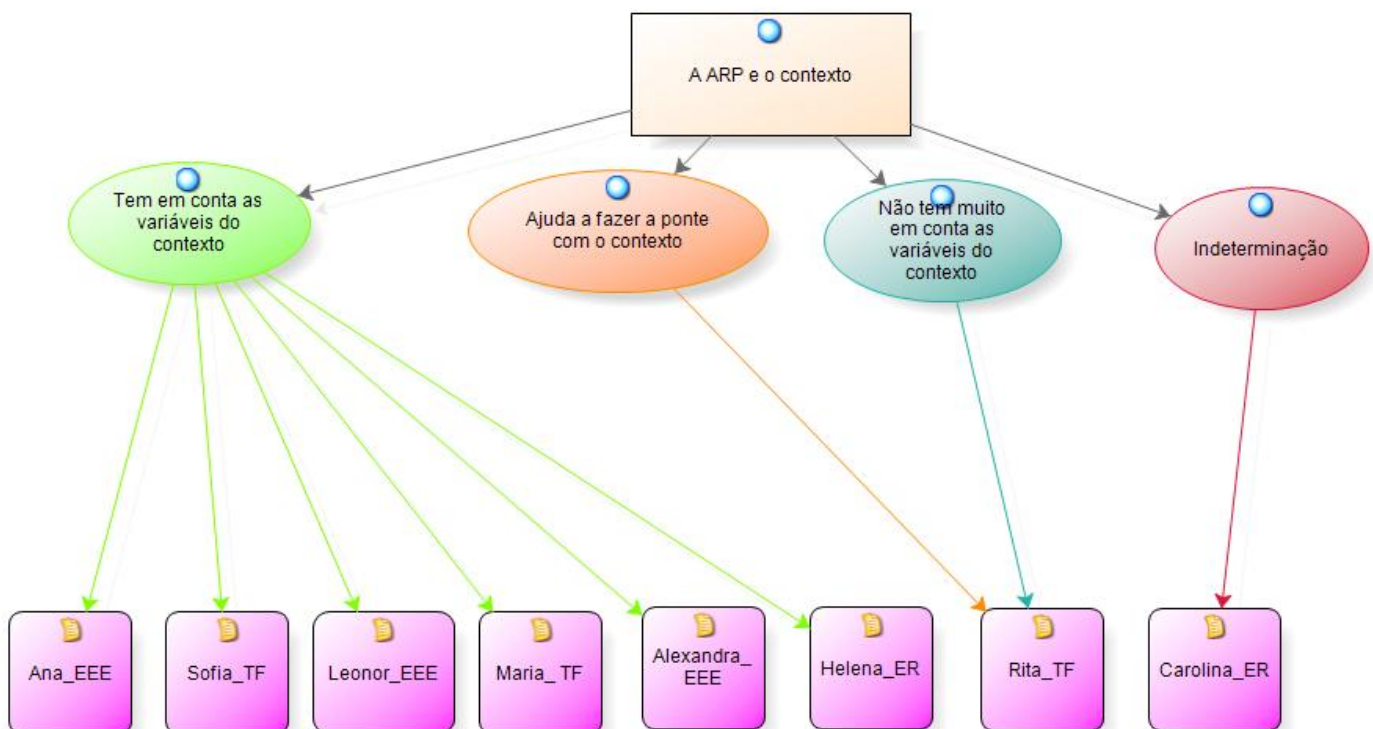 A ARP e o contexto
Tem em conta as
variáveis do
contexto
Ajuda a fazer a ponte
com o contexto
Não tem muito
em conta as
variáveis do
contexto
Indeterminação
Ana_EEE
Sofia_TF
Leonor_EEE
Maria_ TF
Alexandra_
EEE
Helena_ER
Rita_TF
Carolina_ER